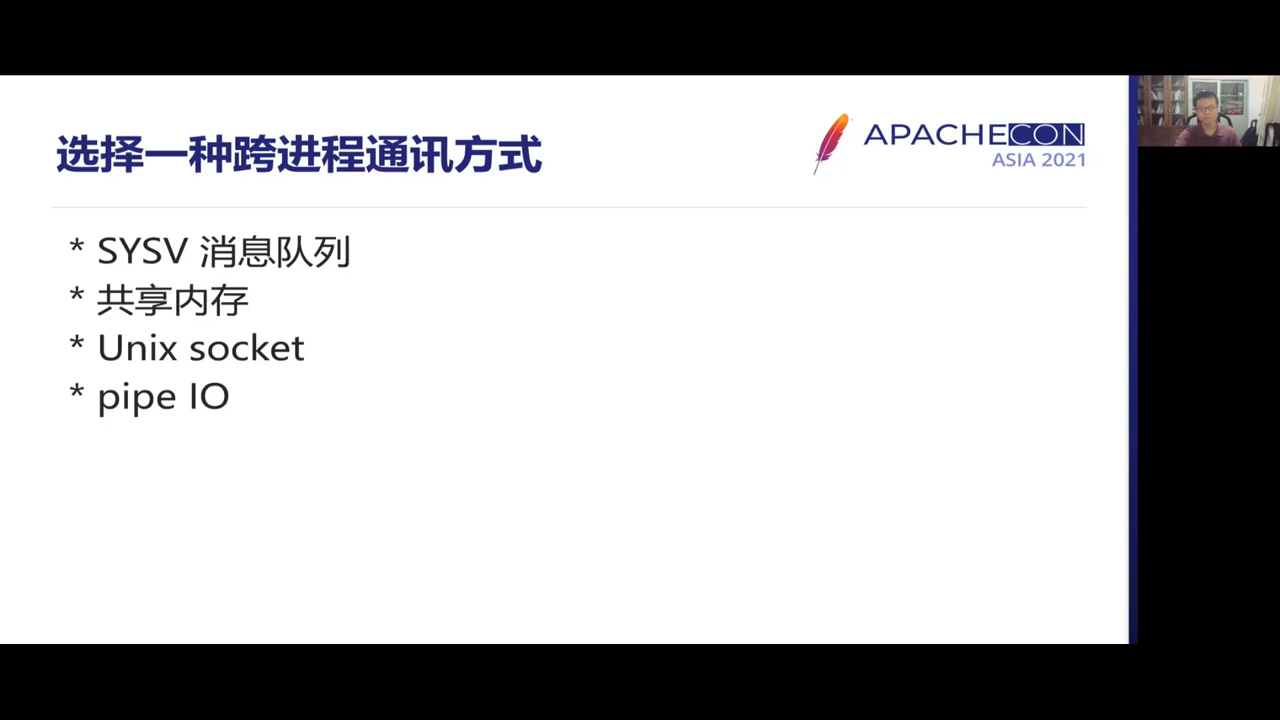 选择一种跨进程通讯方式
APACHECON
ASIA 2021
* SYSV 消息队列
* 共享内存
* Unix socket
* pipe IO